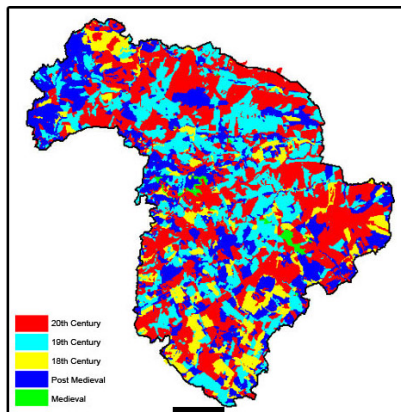 20th Century
19th Century
18th Century
Post Medieval
Medieval